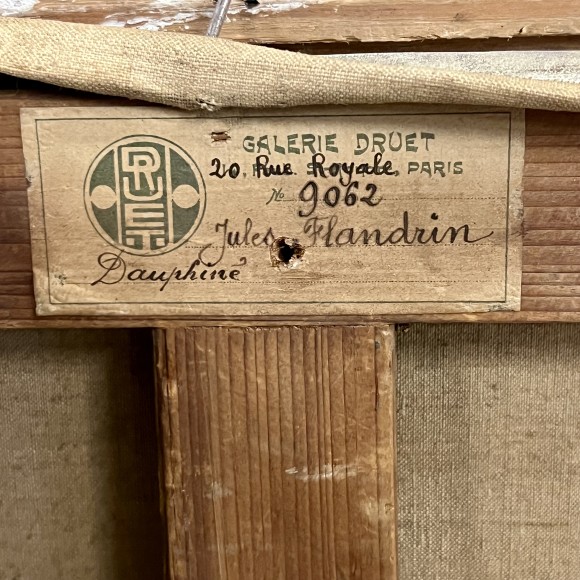 DRUET
GALERIE DRUET
20, Rue Royale, PARIS
No 9062
Jules Flandrin
Dauphiné